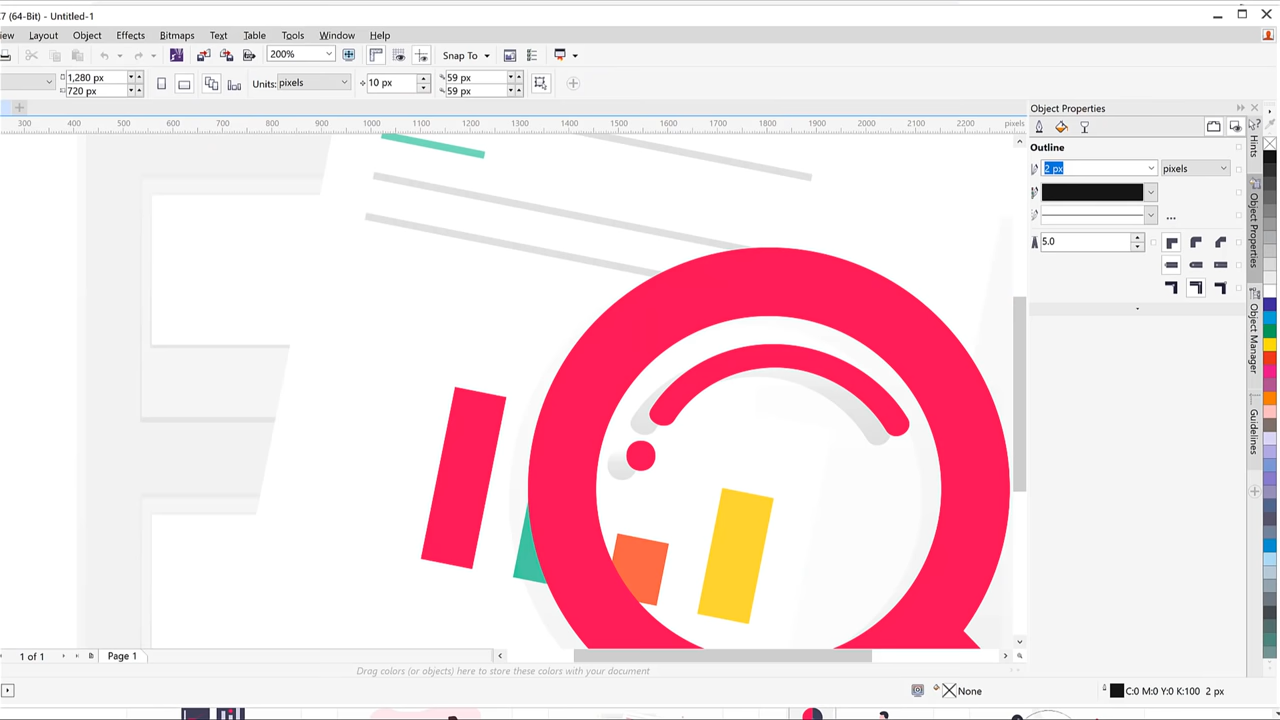 7 (64-Bit) - Untitled-1
iew Layout Object Effects Bitmaps Text Table Tools Window Help
200% Snap To
1,280 px
720 px
Units: pixels
10 px
59 px
59 px
Object Properties
300 400 500 600 700 800 900 1000 1100 1200 1300 1400 1500 1600 1700 1800 1900 2000 2100 2200 pixels
Outline
2 px pixels
5.0
Hints
Object Properties
Object Manager
Guidelines
1 of 1 Page 1
Drag colors (or objects) here to store these colors with your document
None C:0 M:0 Y:0 K:100 2 px